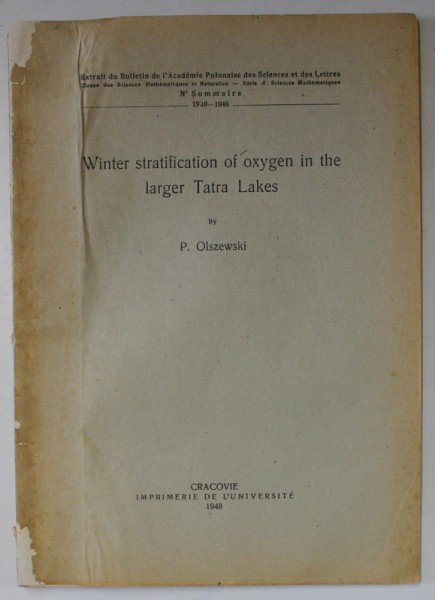 Extrait du Bulletin de l'Académie Polonaise des Sciences et des Lettres
Classe des Sciences Mathématiques et Naturelles — Série A: Sciences Mathématiques
Nº Sommaire
1940—1946
Winter stratification of oxygen in the
larger Tatra Lakes
by
P. Olszewski
CRACOVIE
IMPRIMERIE DE L'UNIVERSITÉ
1948